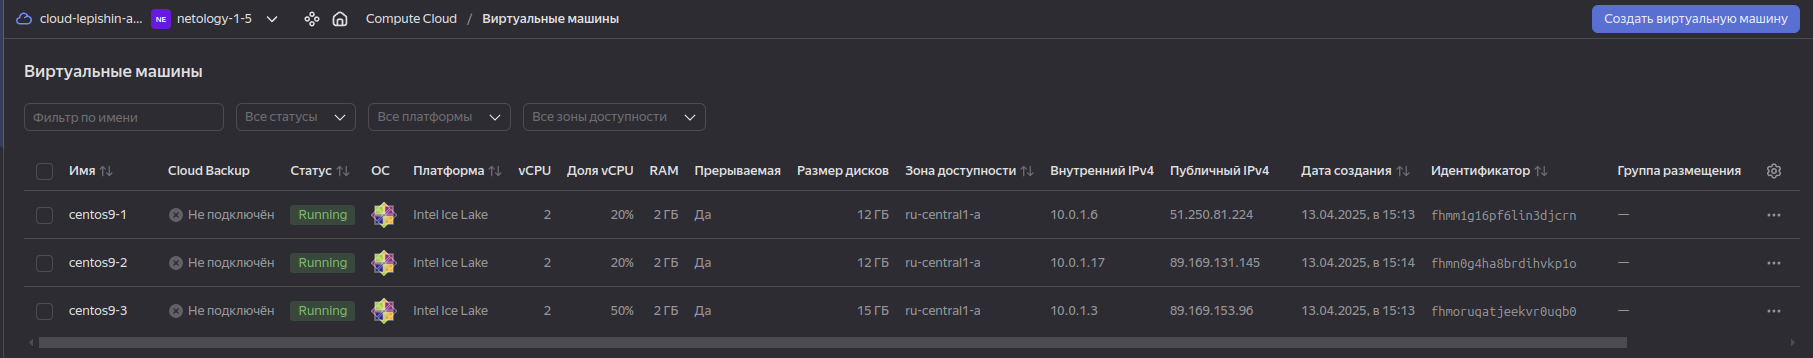 cloud-lepishin-a... NE netology-1-5 Compute Cloud / Виртуальные машины Создать виртуальную машину
Виртуальные машины
Фильтр по имени Все статусы Все платформы Все зоны доступности
Имя Cloud Backup Статус ОС Платформа vCPU Доля vCPU RAM Прерываемая Размер дисков Зона доступности Внутренний IPv4 Публичный IPv4 Дата создания Идентификатор Группа размещения
centos9-1 Не подключён Running Intel Ice Lake 2 20% 2 ГБ Да 12 ГБ ru-central1-a 10.0.1.6 51.250.81.224 13.04.2025, в 15:13 fhmm1g16pf6lin3djcrn —
centos9-2 Не подключён Running Intel Ice Lake 2 20% 2 ГБ Да 12 ГБ ru-central1-a 10.0.1.17 89.169.131.145 13.04.2025, в 15:14 fhmn0g4ha8brdihvkp1o —
centos9-3 Не подключён Running Intel Ice Lake 2 50% 2 ГБ Да 15 ГБ ru-central1-a 10.0.1.3 89.169.153.96 13.04.2025, в 15:13 fhmoruqatjeekvr0uqb0 —